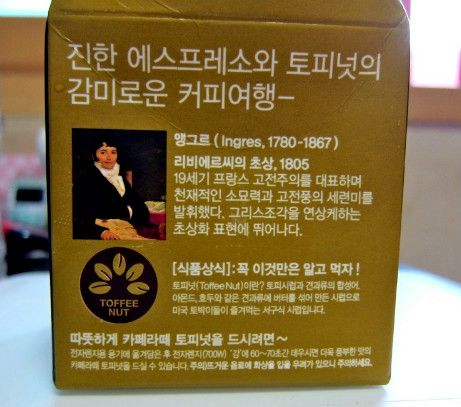 진한 에스프레소와 토피넛의
감미로운 커피여행–
앵그르 ( Ingres, 1780-1867 )
리비에르씨의 초상, 1805
19세기 프랑스 고전주의를 대표하며
천재적인 소묘력과 고전풍의 세련미를
발휘했다. 그리스조각을 연상케하는
초상화 표현에 뛰어나다.
TOFFEE
NUT
[식품상식] : 꼭 이것만은 알고 먹자 !
토피넛(Toffee Nut)이란? 토피시럽과 견과류의 합성어.
아몬드, 호두와 같은 견과류에 버터를 섞어 만든 시럽으로
미국 토박이들이 즐겨먹는 서구식 시럽입니다.
따뜻하게 카페라떼 토피넛을 드시려면~
전자렌지용 용기에 옮겨담은 후 전자렌지(700W) '강'에 60~70초간 데우시면 더욱 풍부한 맛의
카페라떼 토피넛을 드실 수 있습니다. 주의)뜨거운 음료에 화상을 입을 우려가 있으니 주의하세요.